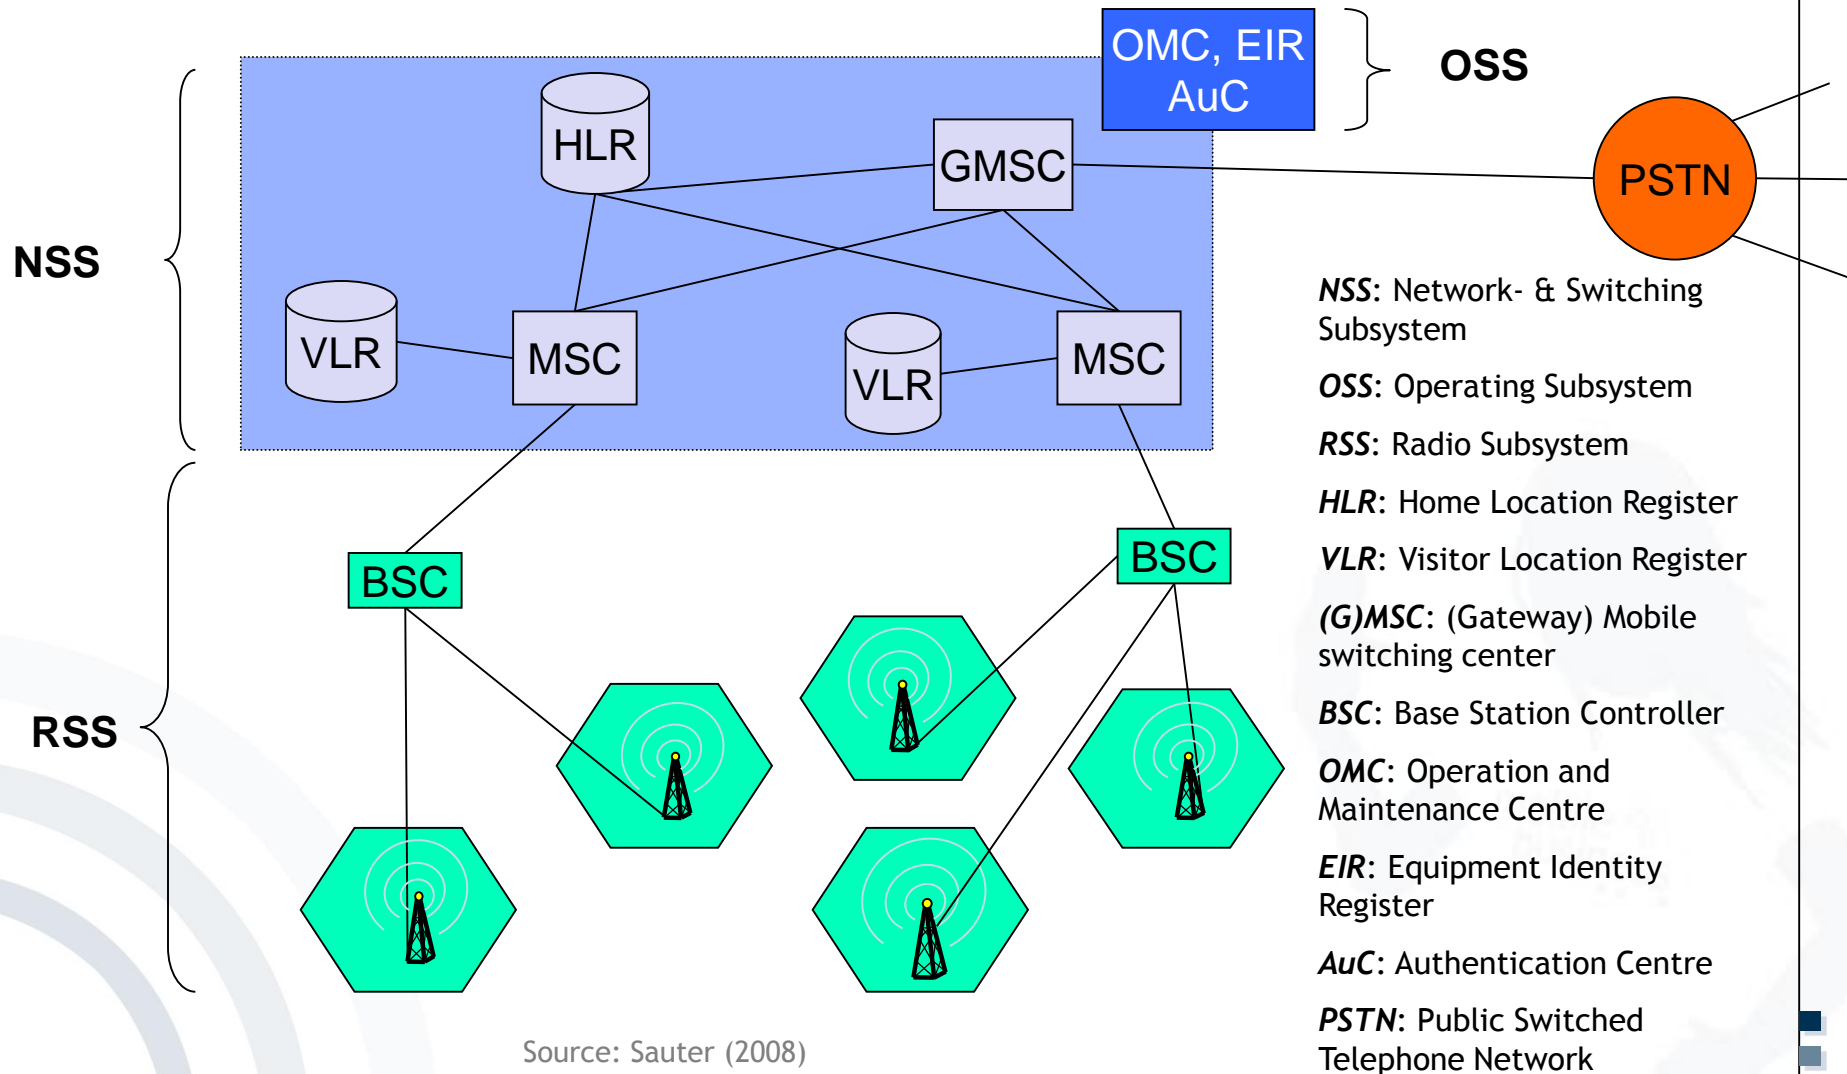 OMC, EIR
AuC
OSS
HLR
GMSC
PSTN
NSS
VLR
MSC
VLR
MSC
BSC
BSC
RSS
NSS: Network- & Switching
Subsystem
OSS: Operating Subsystem
RSS: Radio Subsystem
HLR: Home Location Register
VLR: Visitor Location Register
(G)MSC: (Gateway) Mobile
switching center
BSC: Base Station Controller
OMC: Operation and
Maintenance Centre
EIR: Equipment Identity
Register
AuC: Authentication Centre
PSTN: Public Switched
Telephone Network
Source: Sauter (2008)